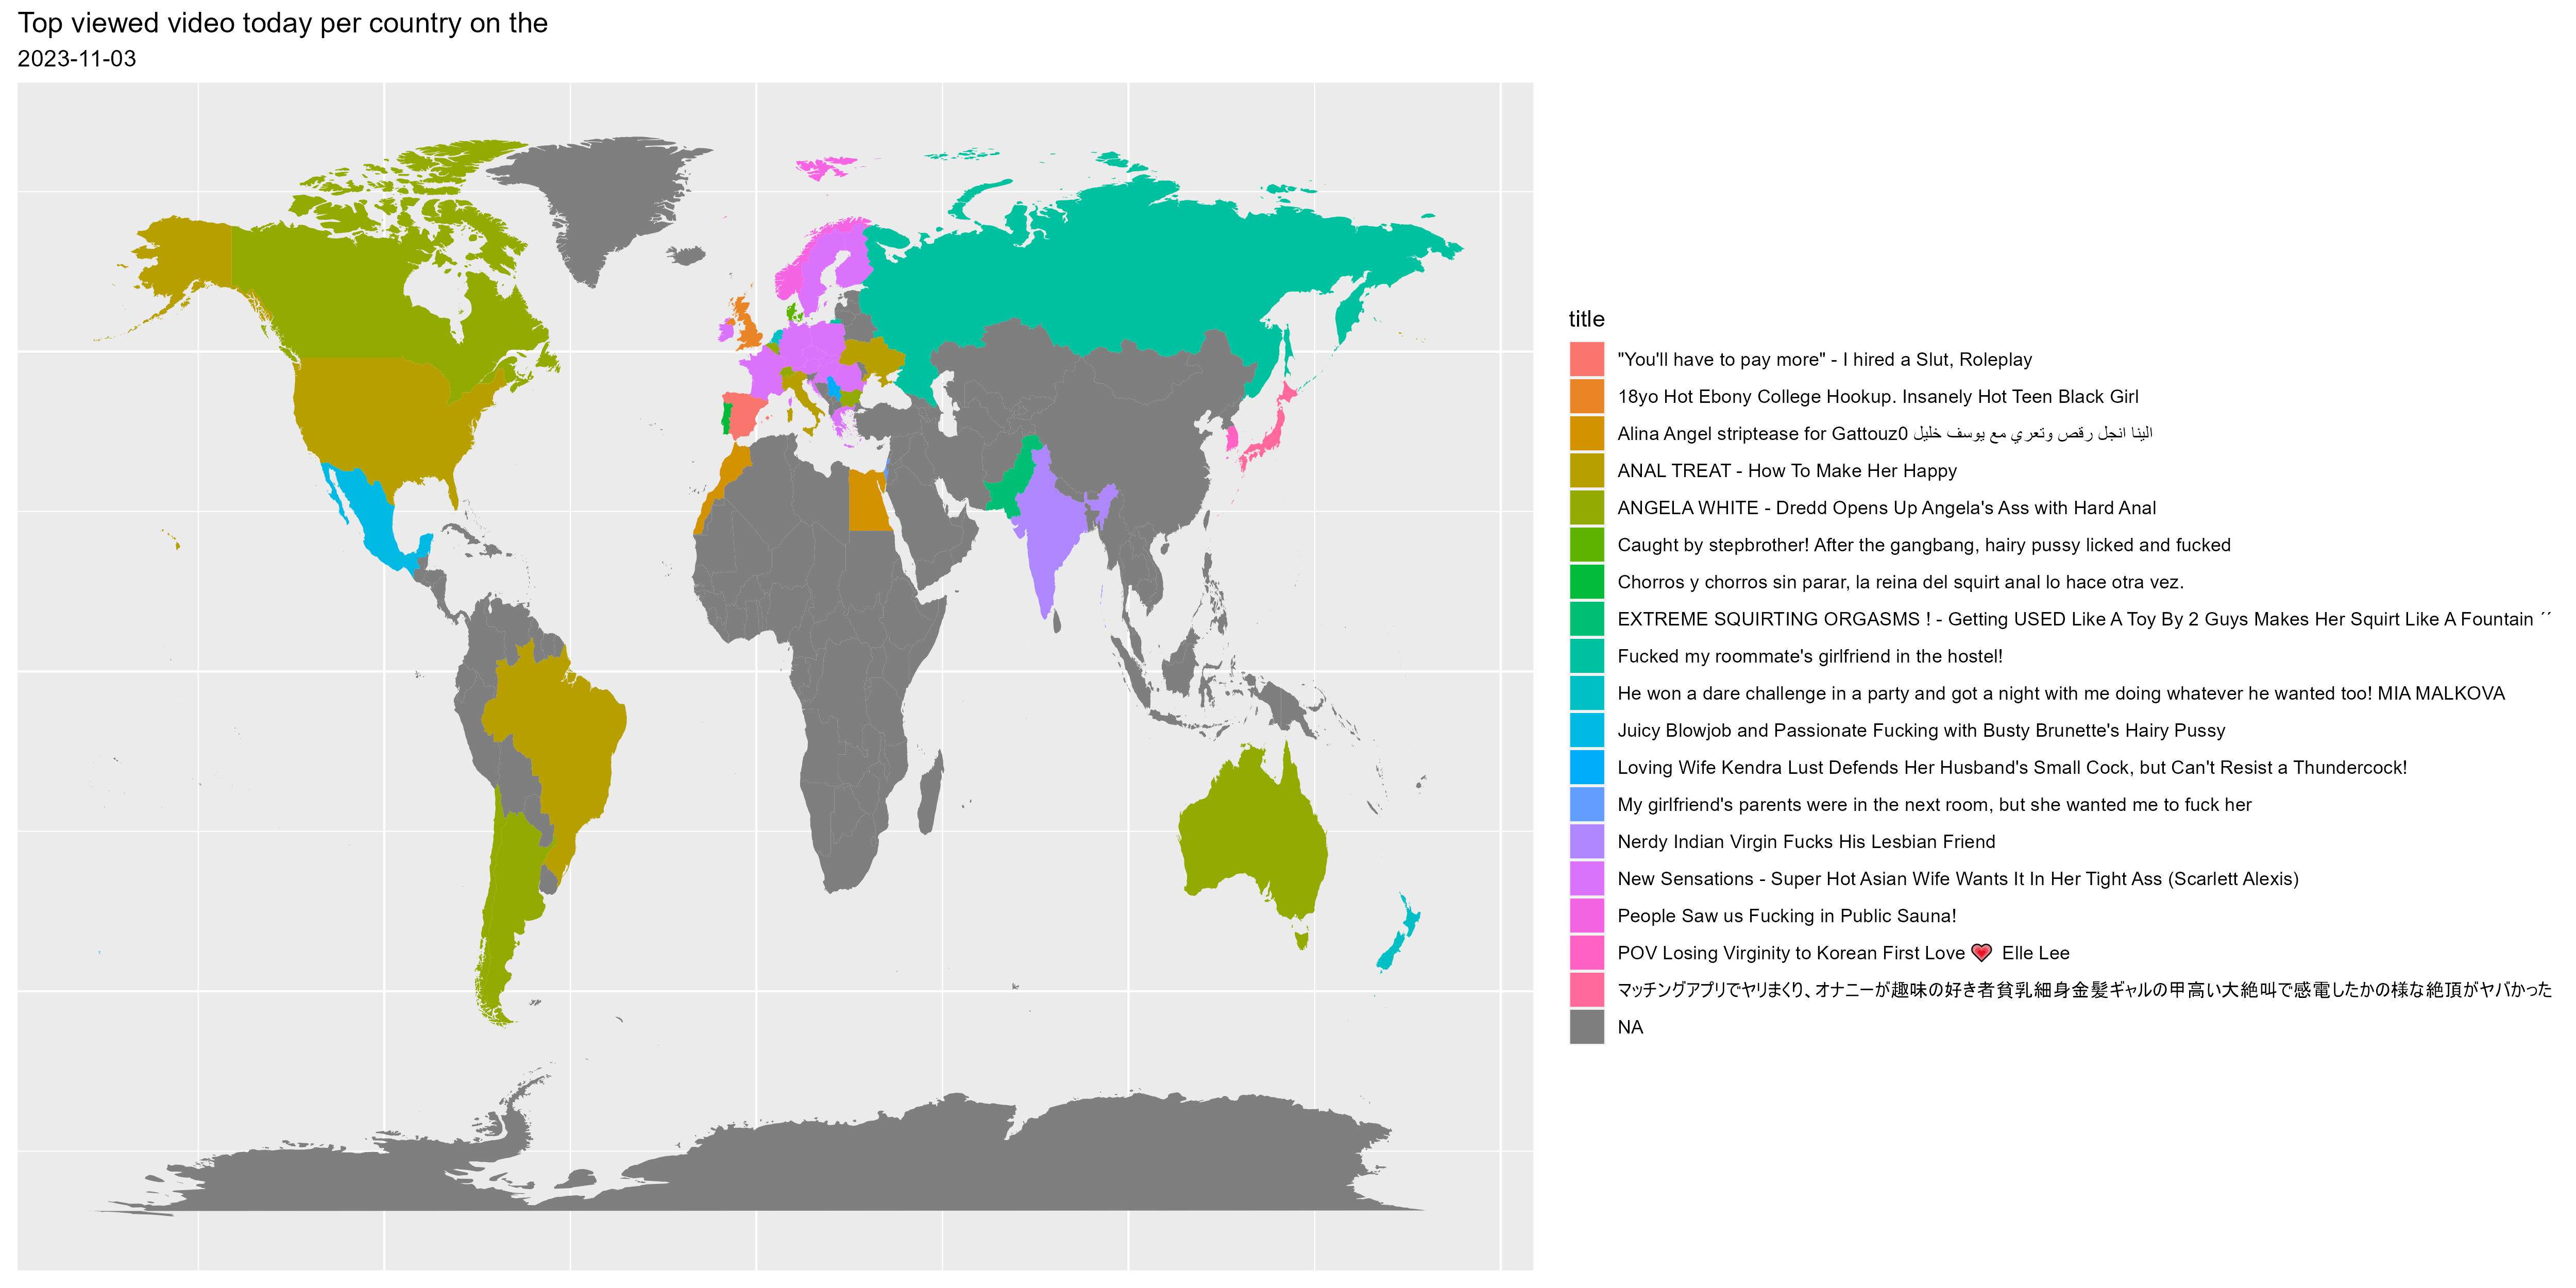 Top viewed video today per country on the
2023-11-03
title
"You'll have to pay more" - I hired a Slut, Roleplay
18yo Hot Ebony College Hookup. Insanely Hot Teen Black Girl
Alina Angel striptease for Gattouz0 الينا انجل رقص وتعري مع يوسف خليل
ANAL TREAT - How To Make Her Happy
ANGELA WHITE - Dredd Opens Up Angela's Ass with Hard Anal
Caught by stepbrother! After the gangbang, hairy pussy licked and fucked
Chorros y chorros sin parar, la reina del squirt anal lo hace otra vez.
EXTREME SQUIRTING ORGASMS ! - Getting USED Like A Toy By 2 Guys Makes Her Squirt Like A Fountain ´´
Fucked my roommate's girlfriend in the hostel!
He won a dare challenge in a party and got a night with me doing whatever he wanted too! MIA MALKOVA
Juicy Blowjob and Passionate Fucking with Busty Brunette's Hairy Pussy
Loving Wife Kendra Lust Defends Her Husband's Small Cock, but Can't Resist a Thundercock!
My girlfriend's parents were in the next room, but she wanted me to fuck her
Nerdy Indian Virgin Fucks His Lesbian Friend
New Sensations - Super Hot Asian Wife Wants It In Her Tight Ass (Scarlett Alexis)
People Saw us Fucking in Public Sauna!
POV Losing Virginity to Korean First Love 💗 Elle Lee
マッチングアプリでヤリまくり、オナニーが趣味の好き者貧乳細身金髪ギャルの甲高い大絶叫で感電したかの様な絶頂がヤバかった
NA